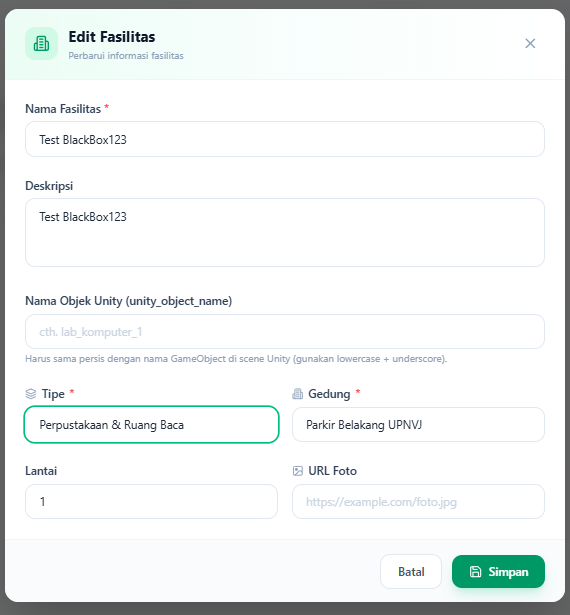 Edit Fasilitas
Perbarui informasi fasilitas
Nama Fasilitas *
Test BlackBox123
Deskripsi
Test BlackBox123
Nama Objek Unity (unity_object_name)
cth. lab_komputer_1
Harus sama persis dengan nama GameObject di scene Unity (gunakan lowercase + underscore).
Tipe * Gedung *
Perpustakaan & Ruang Baca Parkir Belakang UPNVJ
Lantai URL Foto
1 https://example.com/foto.jpg
Batal Simpan